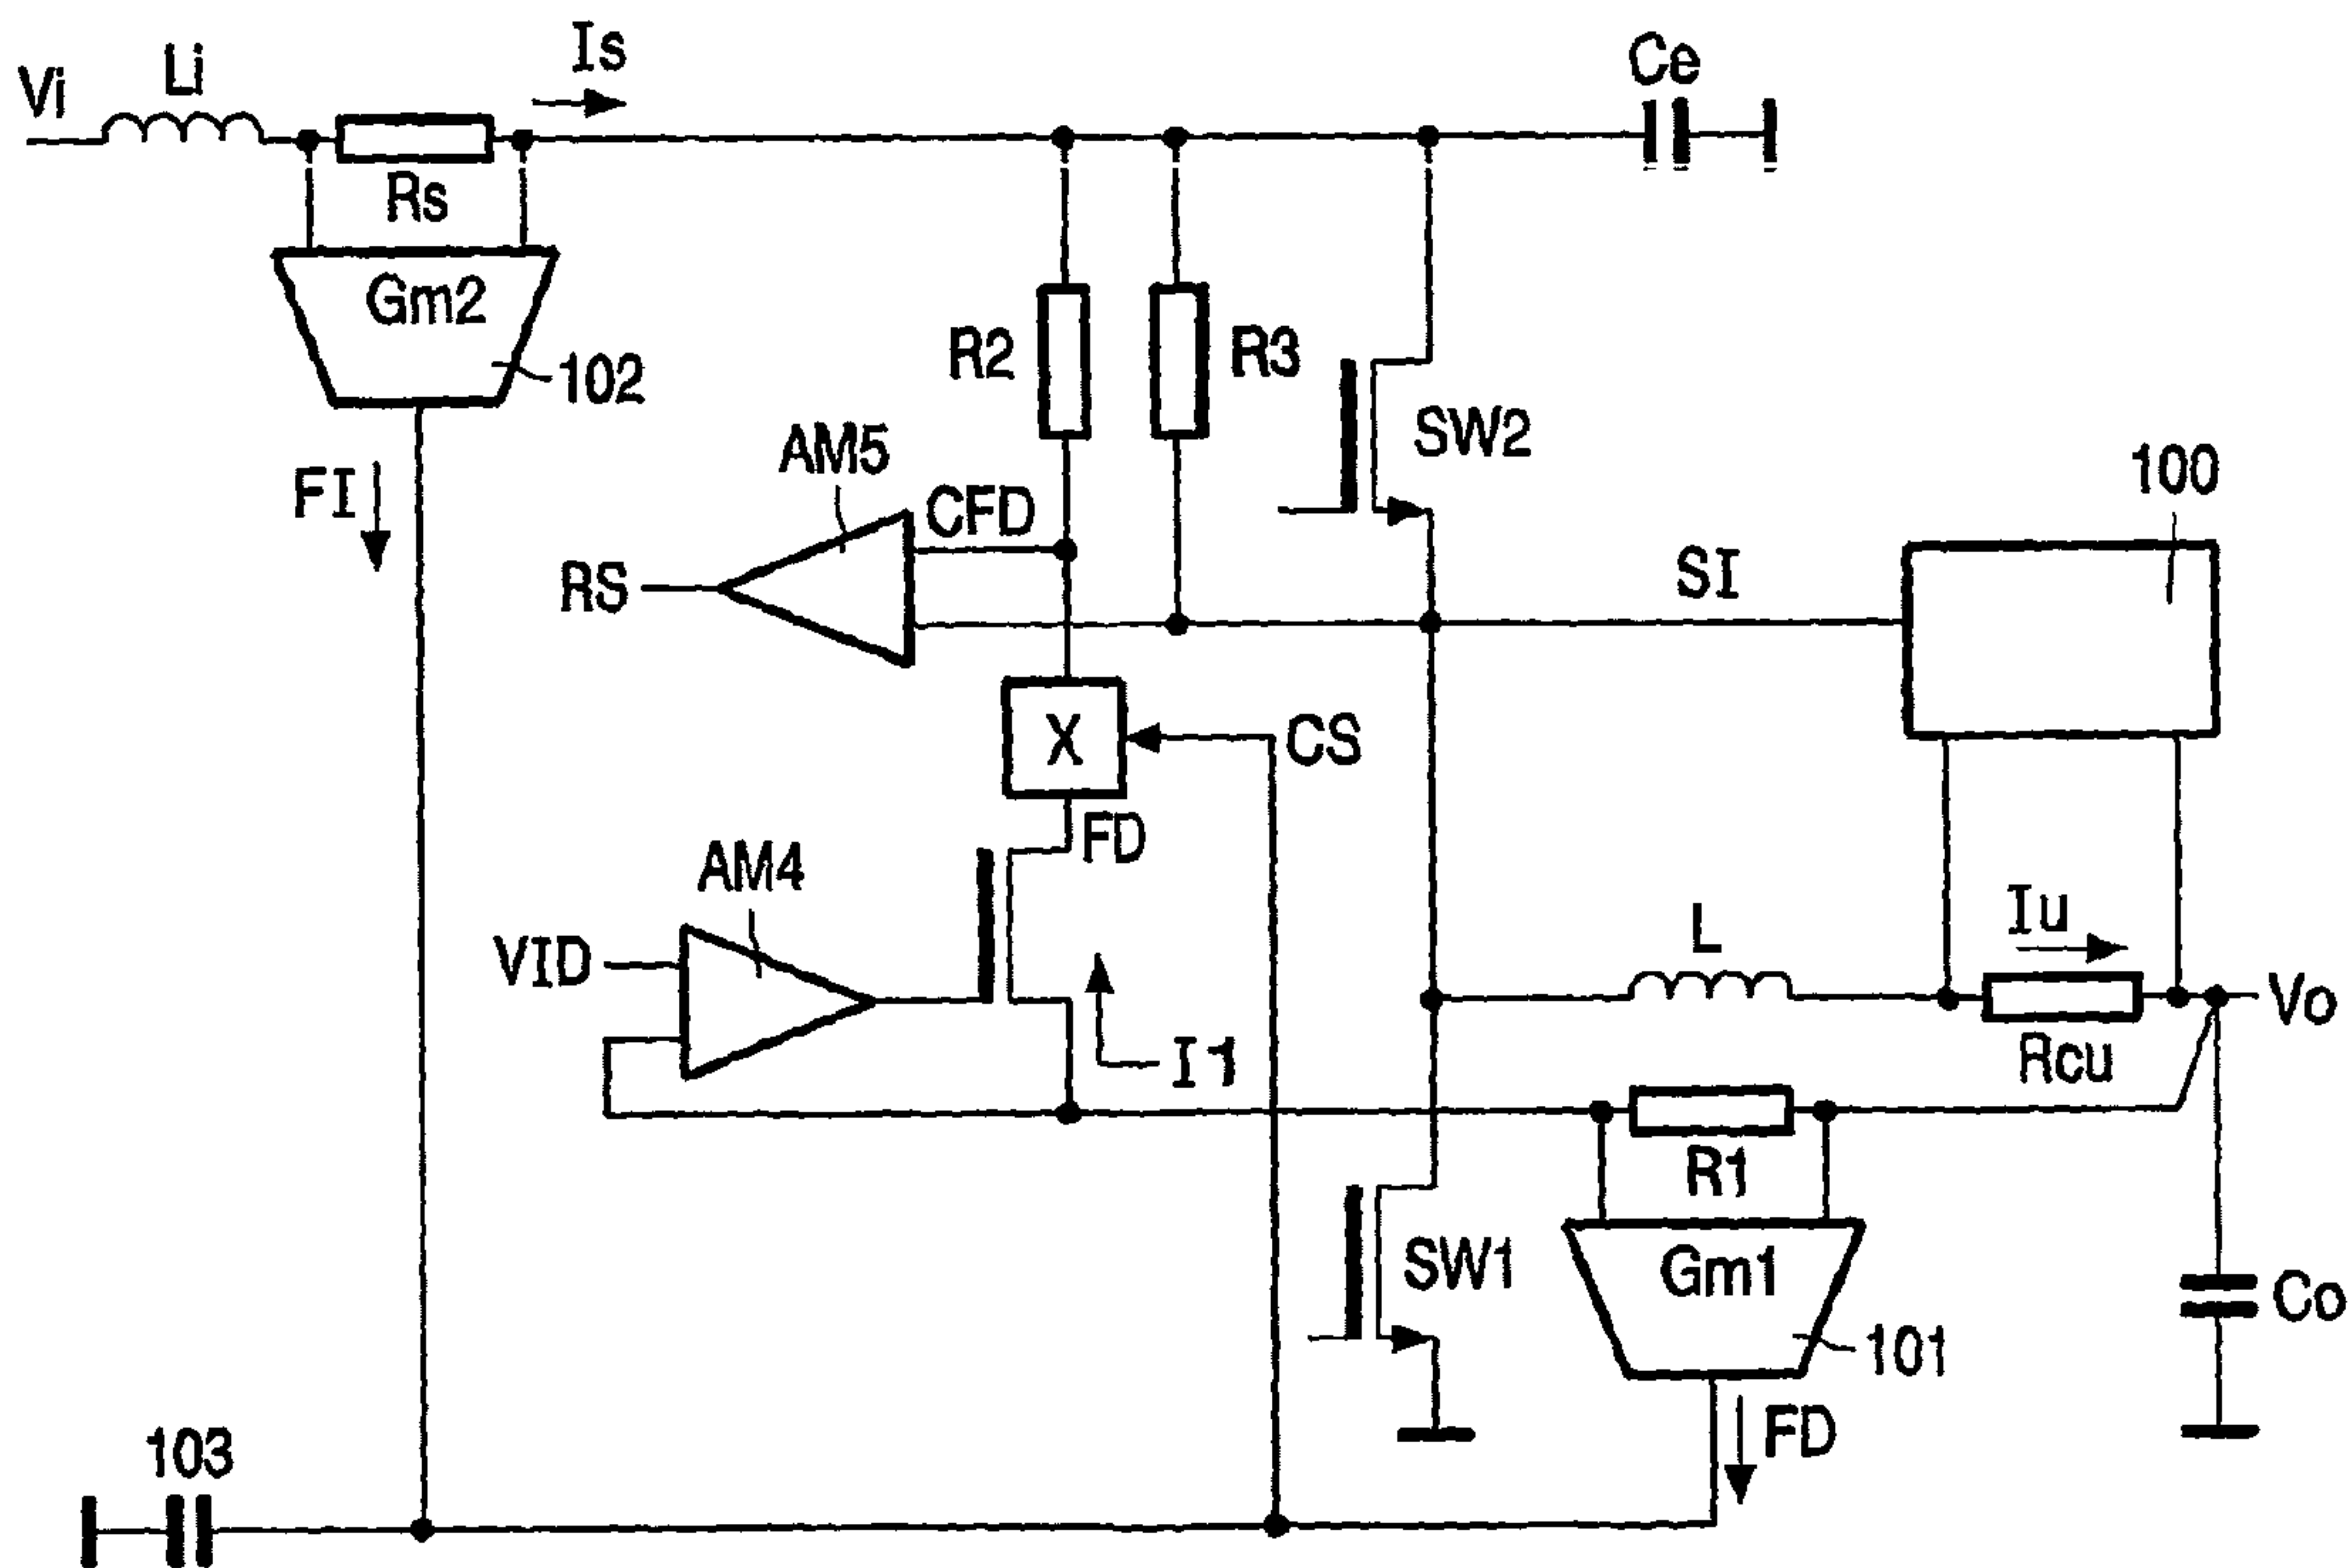 Vi
Li
Is
Ce
Rs
Gm2
102
R2
R3
SW2
AM5
CFD
100
FI
RS
SI
X
CS
FD
AM4
VID
L
Iu
Vo
I1
Rcu
R1
SW1
Gm1
Co
101
FD
103